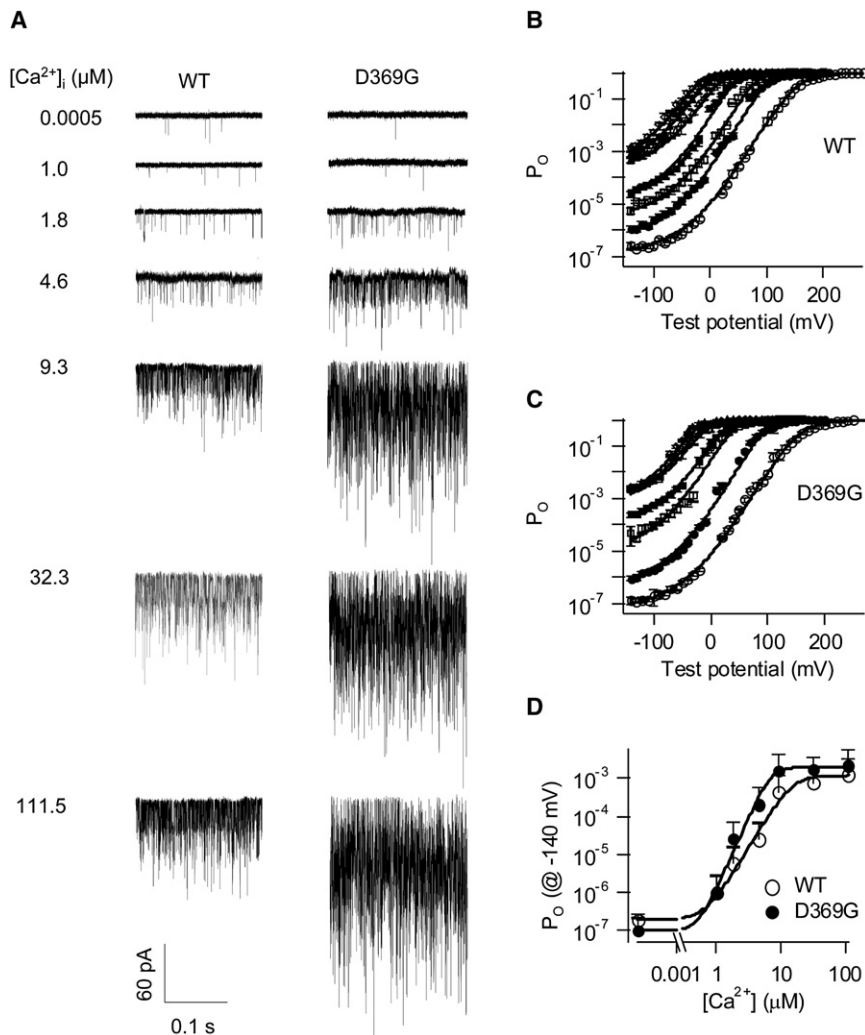 A
[Ca²⁺]ᵢ (μM)
WT
D369G
0.0005
1.0
1.8
4.6
9.3
32.3
111.5
60 pA
0.1 s
B
P_O
10⁻¹
10⁻³
10⁻⁵
10⁻⁷
WT
-100 0 100 200
Test potential (mV)
C
P_O
10⁻¹
10⁻³
10⁻⁵
10⁻⁷
D369G
-100 0 100 200
Test potential (mV)
D
P_O (@ -140 mV)
10⁻³
10⁻⁴
10⁻⁵
10⁻⁶
10⁻⁷
WT
D369G
0.001 1 10 100
[Ca²⁺] (μM)